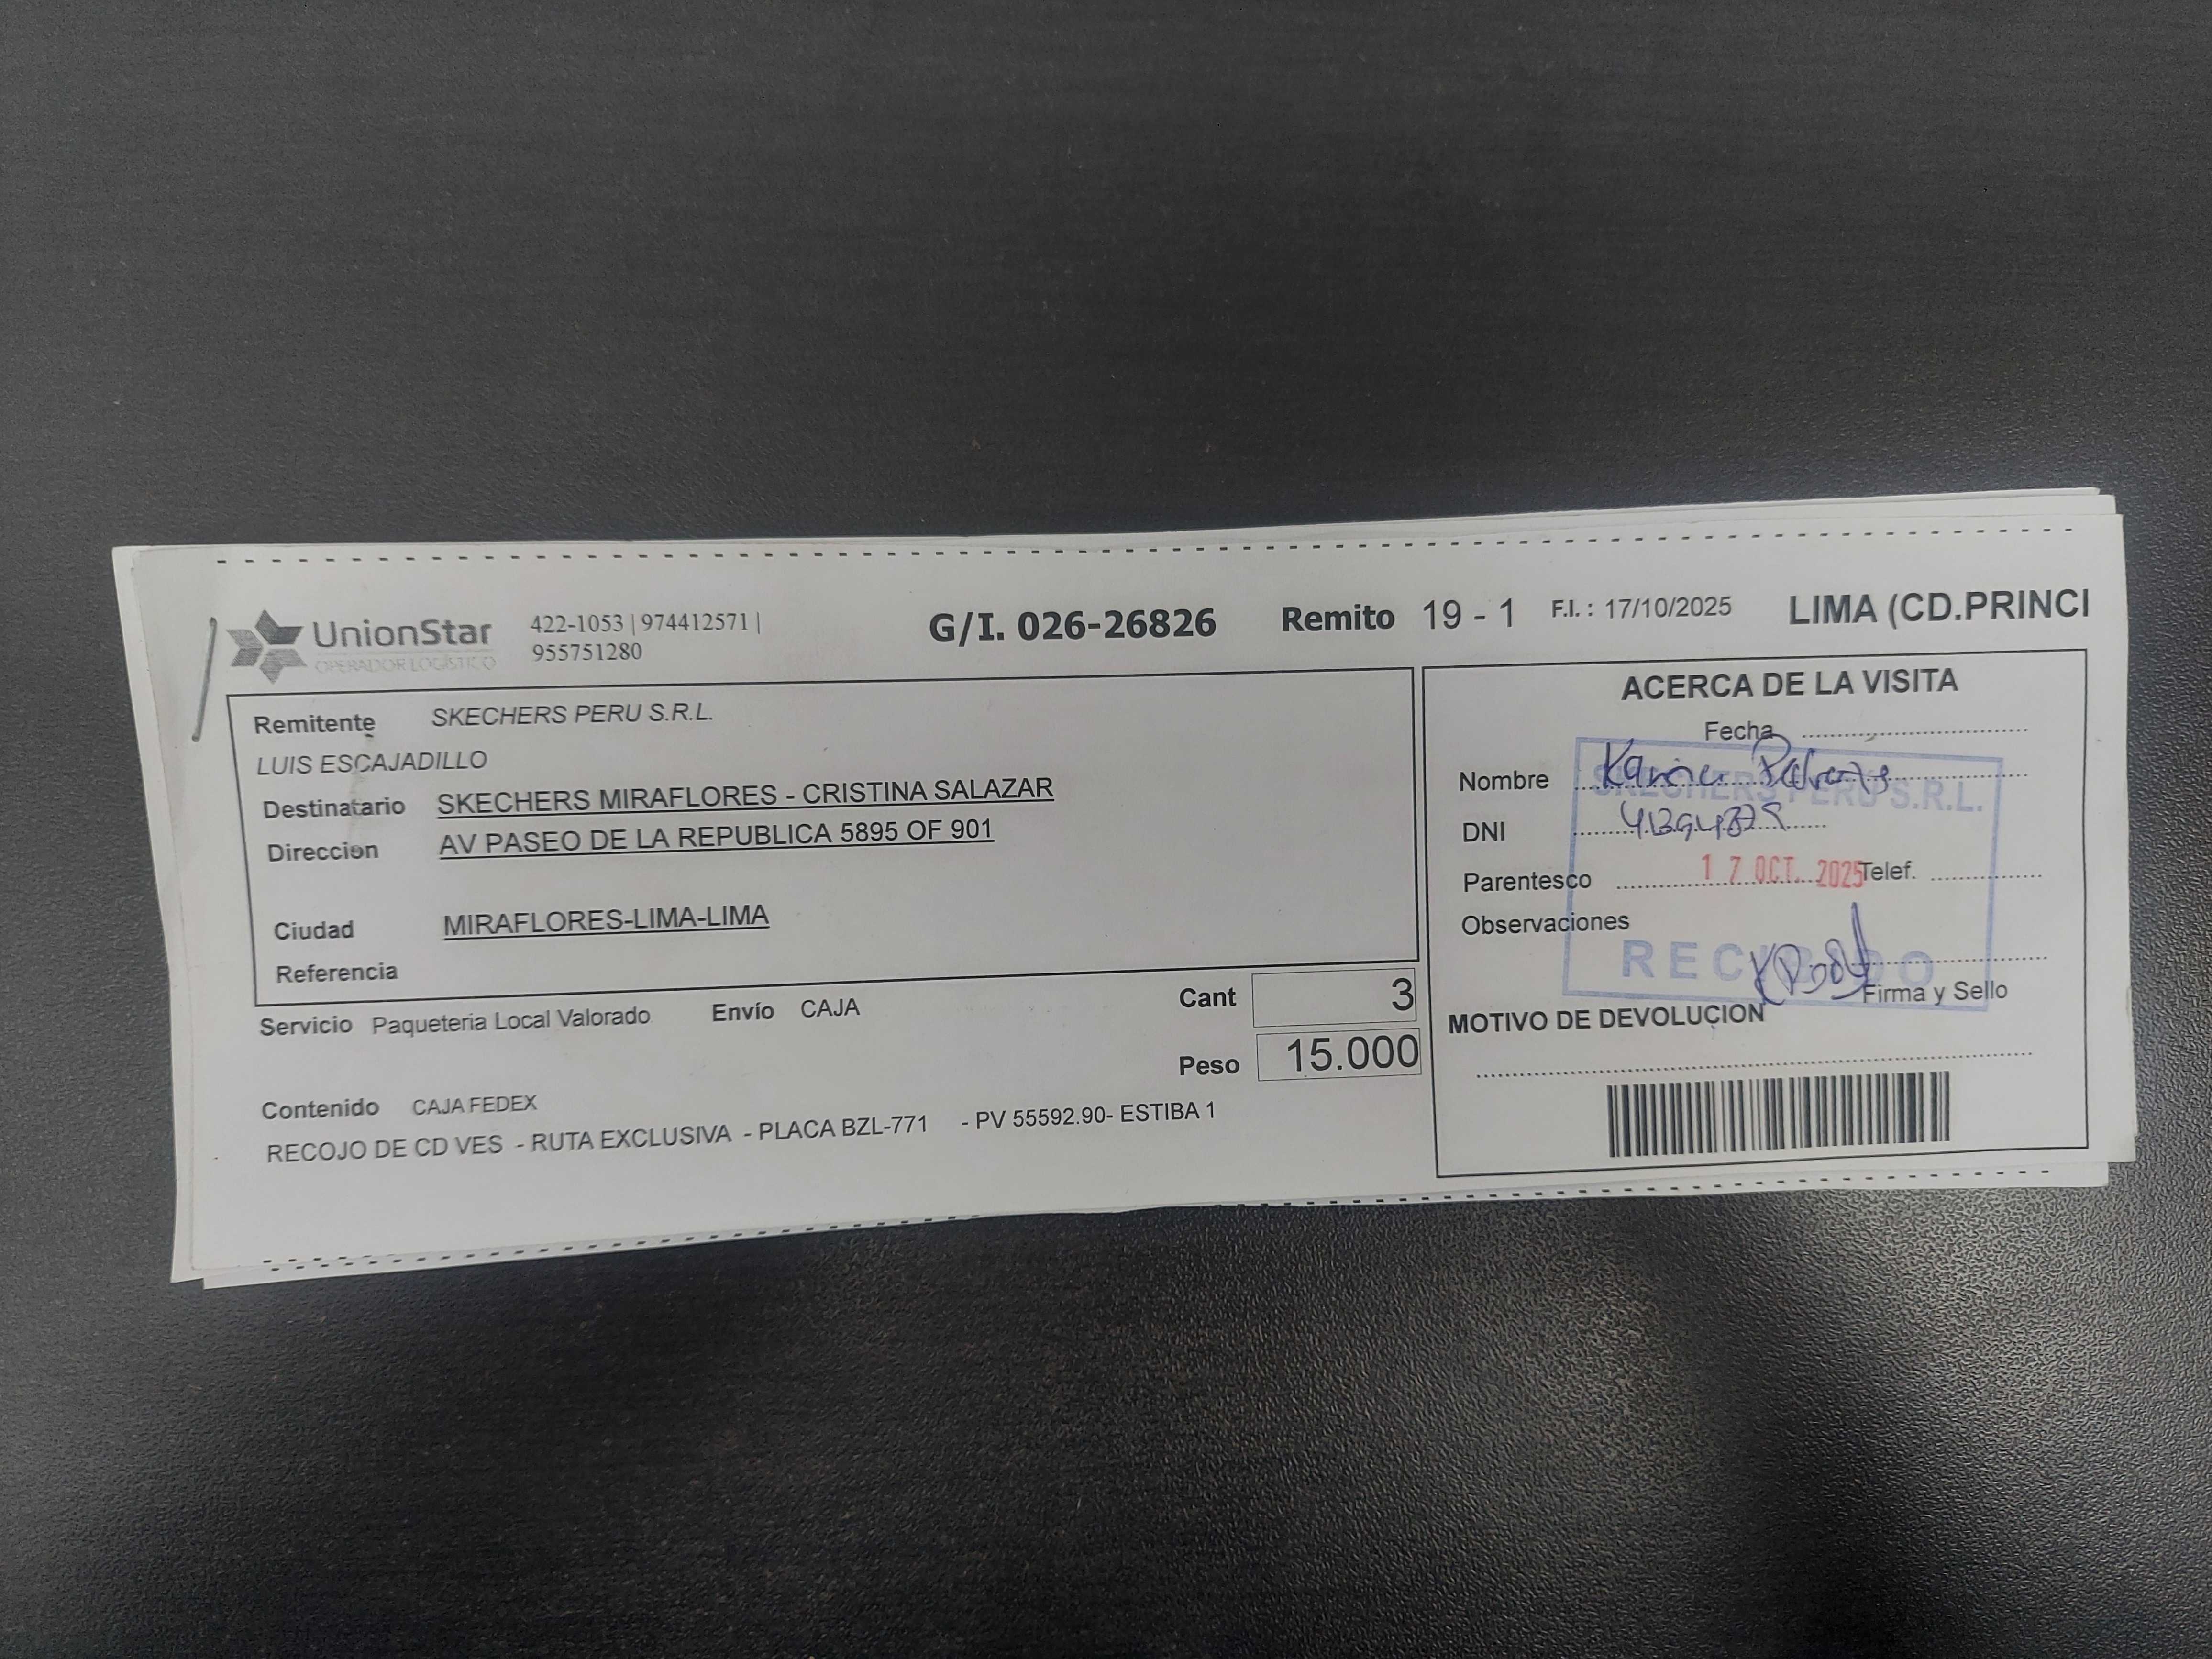 UnionStar
OPERADOR LOGÍSTICO
422-1053 | 974412571 |
955751280
G/I. 026-26826
Remito 19 - 1
F.I.: 17/10/2025
LIMA (CD.PRINCI
Remitente SKECHERS PERU S.R.L.
LUIS ESCAJADILLO
Destinatario SKECHERS MIRAFLORES - CRISTINA SALAZAR
Direccion AV PASEO DE LA REPUBLICA 5895 OF 901
Ciudad MIRAFLORES-LIMA-LIMA
Referencia
Servicio Paqueteria Local Valorado Envío CAJA
Cant 3
Peso 15.000
Contenido CAJA FEDEX
RECOJO DE CD VES - RUTA EXCLUSIVA - PLACA BZL-771 - PV 55592.90- ESTIBA 1
ACERCA DE LA VISITA
Fecha
Nombre
SKECHERS PERU S.R.L.
DNI
Parentesco 17 OCT. 2025 Telef.
Observaciones
RECIBIDO
Firma y Sello
MOTIVO DE DEVOLUCION